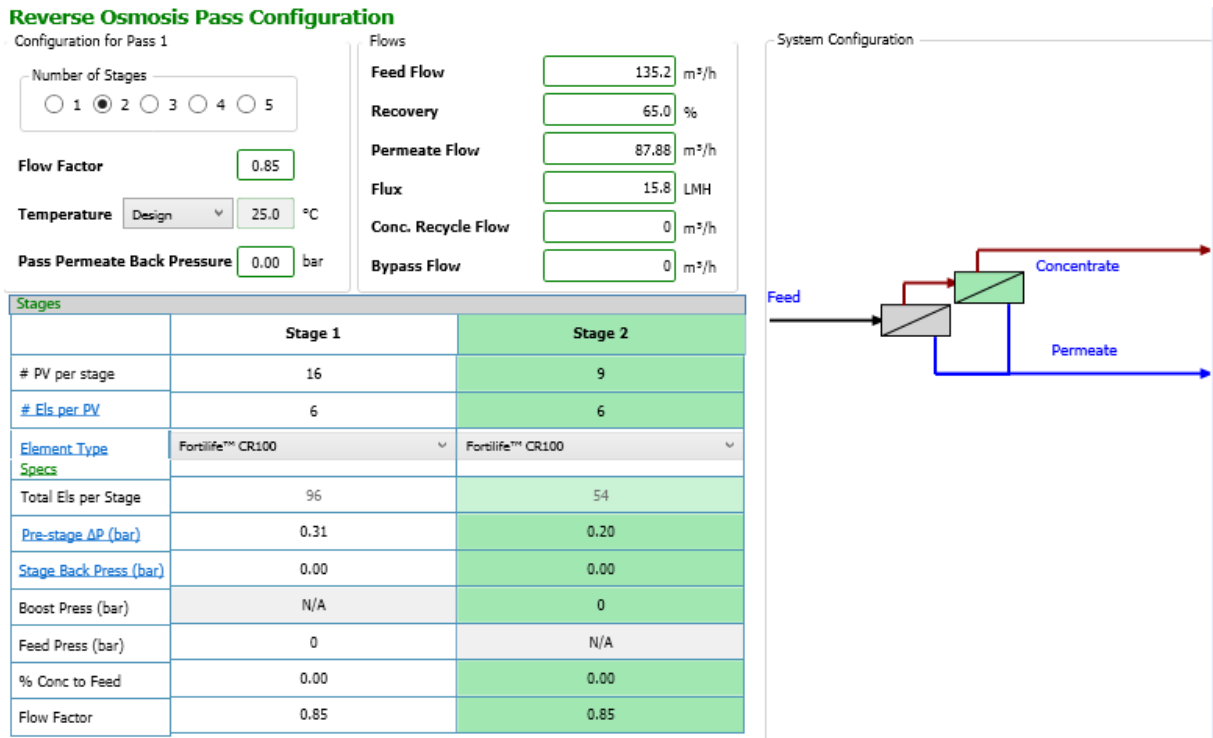 Reverse Osmosis Pass Configuration
Configuration for Pass 1
Number of Stages
1 2 3 4 5
Flow Factor 0.85
Temperature Design 25.0 °C
Pass Permeate Back Pressure 0.00 bar
Flows
Feed Flow 135.2 m³/h
Recovery 65.0 %
Permeate Flow 87.88 m³/h
Flux 15.8 LMH
Conc. Recycle Flow 0 m³/h
Bypass Flow 0 m³/h
System Configuration
Feed
Concentrate
Permeate
Stages
Stage 1 Stage 2
# PV per stage 16 9
# Els per PV 6 6
Element Type Fortilife™ CR100 Fortilife™ CR100
Specs
Total Els per Stage 96 54
Pre-stage ΔP (bar) 0.31 0.20
Stage Back Press (bar) 0.00 0.00
Boost Press (bar) N/A 0
Feed Press (bar) 0 N/A
% Conc to Feed 0.00 0.00
Flow Factor 0.85 0.85